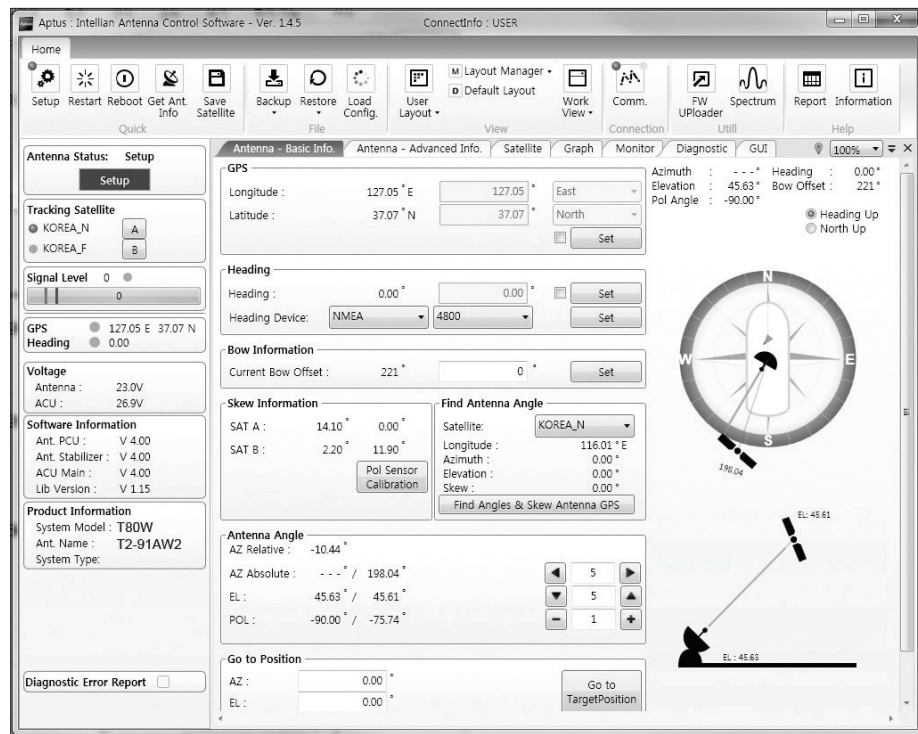 Aptus : Intellian Antenna Control Software - Ver. 1.4.5 ConnectInfo : USER
Home
Setup Restart Reboot Get Ant. Info Save Satellite
Quick
Backup Restore Load Config.
File
User Layout
M Layout Manager
D Default Layout
Work View
View
Comm.
Connection
FW UPloader Spectrum
Utill
Report Information
Help
Antenna Status: Setup
Setup
Tracking Satellite
KOREA_N A
KOREA_F B
Signal Level 0
0
GPS 127.05 E 37.07 N
Heading 0.00
Voltage
Antenna : 23.0V
ACU : 26.9V
Software Information
Ant. PCU : V 4.00
Ant. Stabilizer : V 4.00
ACU Main : V 4.00
Lib Version : V 1.15
Product Information
System Model : T80W
Ant. Name : T2-91AW2
System Type:
Diagnostic Error Report
Antenna - Basic Info. Antenna - Advanced Info. Satellite Graph Monitor Diagnostic GUI 100%
GPS
Longitude : 127.05 ° E 127.05 ° East
Latitude : 37.07 ° N 37.07 ° North
Set
Heading
Heading : 0.00 ° 0.00 ° Set
Heading Device: NMEA 4800 Set
Bow Information
Current Bow Offset : 221 ° 0 ° Set
Skew Information
SAT A : 14.10 ° 0.00 °
SAT B : 2.20 ° 11.90 °
Pol Sensor Calibration
Find Antenna Angle
Satellite: KOREA_N
Longitude : 116.01 ° E
Azimuth : 0.00 °
Elevation : 0.00 °
Skew : 0.00 °
Find Angles & Skew Antenna GPS
Antenna Angle
AZ Relative : -10.44 °
AZ Absolute : - - - ° / 198.04 ° 5
EL : 45.63 ° / 45.61 ° 5
POL : -90.00 ° / -75.74 ° 1
Go to Position
AZ : 0.00 °
EL : 0.00 °
Go to TargetPosition
Azimuth : - - - ° Heading : 0.00 °
Elevation : 45.63 ° Bow Offset : 221 °
Pol Angle : -90.00 °
Heading Up
North Up
N
W
E
S
198.04
EL: 45.61
EL : 45.63